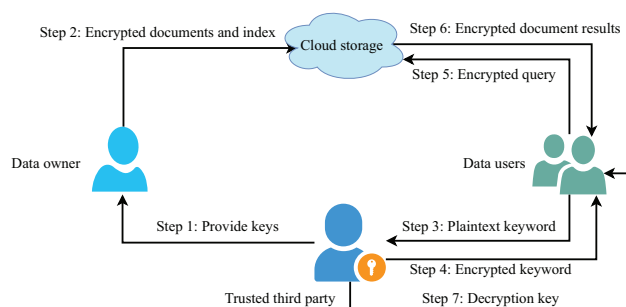 Step 2: Encrypted documents and index
Cloud storage
Step 6: Encrypted document results
Step 5: Encrypted query
Data owner
Data users
Step 1: Provide keys
Step 3: Plaintext keyword
Step 4: Encrypted keyword
Trusted third party
Step 7: Decryption key